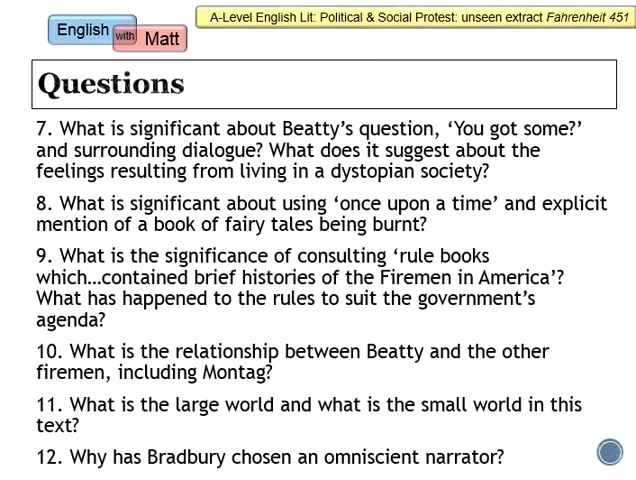 A-Level English Lit: Political & Social Protest: unseen extract Fahrenheit 451
English with Matt
Questions
7. What is significant about Beatty’s question, ‘You got some?’
and surrounding dialogue? What does it suggest about the
feelings resulting from living in a dystopian society?
8. What is significant about using ‘once upon a time’ and explicit
mention of a book of fairy tales being burnt?
9. What is the significance of consulting ‘rule books
which…contained brief histories of the Firemen in America’?
What has happened to the rules to suit the government’s
agenda?
10. What is the relationship between Beatty and the other
firemen, including Montag?
11. What is the large world and what is the small world in this
text?
12. Why has Bradbury chosen an omniscient narrator?